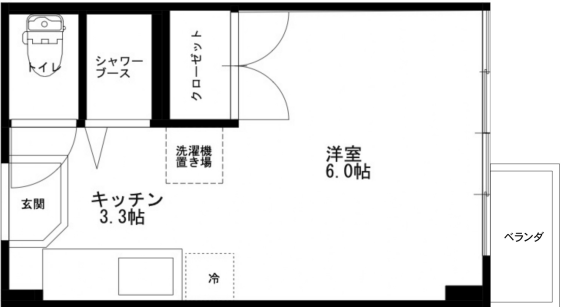 トイレ
シャワー
ブース
クローゼット
洗濯機
置き場
洋室
6.0帖
玄関
キッチン
3.3帖
冷
ベランダ